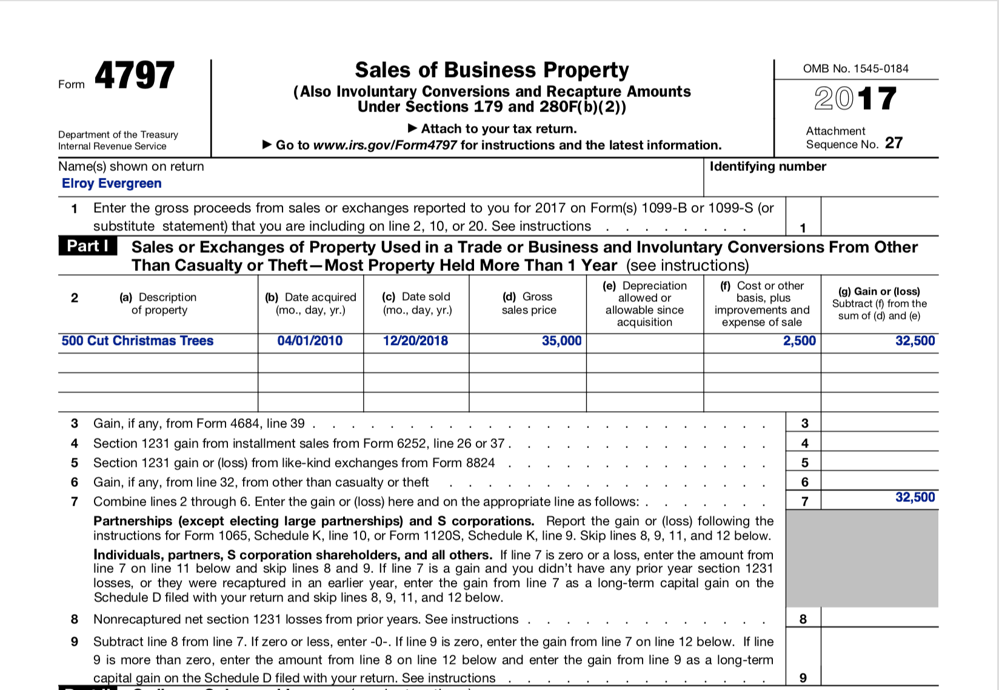 Form 4797
Department of the Treasury
Internal Revenue Service
Sales of Business Property
(Also Involuntary Conversions and Recapture Amounts
Under Sections 179 and 280F(b)(2))
▶ Attach to your tax return.
▶ Go to www.irs.gov/Form4797 for instructions and the latest information.
OMB No. 1545-0184
2017
Attachment
Sequence No. 27
Name(s) shown on return
Elroy Evergreen
Identifying number
1 Enter the gross proceeds from sales or exchanges reported to you for 2017 on Form(s) 1099-B or 1099-S (or
substitute statement) that you are including on line 2, 10, or 20. See instructions . . . . . . . . 1
Part I Sales or Exchanges of Property Used in a Trade or Business and Involuntary Conversions From Other
Than Casualty or Theft—Most Property Held More Than 1 Year (see instructions)
2 (a) Description
of property
(b) Date acquired
(mo., day, yr.)
(c) Date sold
(mo., day, yr.)
(d) Gross
sales price
(e) Depreciation
allowed or
allowable since
acquisition
(f) Cost or other
basis, plus
improvements and
expense of sale
(g) Gain or (loss)
Subtract (f) from the
sum of (d) and (e)
500 Cut Christmas Trees 04/01/2010 12/20/2018 35,000 2,500 32,500
3 Gain, if any, from Form 4684, line 39 . . . . . . . . . . . . . . . . . . . . . . . . 3
4 Section 1231 gain from installment sales from Form 6252, line 26 or 37 . . . . . . . . . . . . . . 4
5 Section 1231 gain or (loss) from like-kind exchanges from Form 8824 . . . . . . . . . . . . . . 5
6 Gain, if any, from line 32, from other than casualty or theft . . . . . . . . . . . . . . . . . 6
7 Combine lines 2 through 6. Enter the gain or (loss) here and on the appropriate line as follows: . . . . . . . 7 32,500
Partnerships (except electing large partnerships) and S corporations. Report the gain or (loss) following the
instructions for Form 1065, Schedule K, line 10, or Form 1120S, Schedule K, line 9. Skip lines 8, 9, 11, and 12 below.
Individuals, partners, S corporation shareholders, and all others. If line 7 is zero or a loss, enter the amount from
line 7 on line 11 below and skip lines 8 and 9. If line 7 is a gain and you didn't have any prior year section 1231
losses, or they were recaptured in an earlier year, enter the gain from line 7 as a long-term capital gain on the
Schedule D filed with your return and skip lines 8, 9, 11, and 12 below.
8 Nonrecaptured net section 1231 losses from prior years. See instructions . . . . . . . . . . . . . 8
9 Subtract line 8 from line 7. If zero or less, enter -0-. If line 9 is zero, enter the gain from line 7 on line 12 below. If line
9 is more than zero, enter the amount from line 8 on line 12 below and enter the gain from line 9 as a long-term
capital gain on the Schedule D filed with your return. See instructions . . . . . . . . . . . . . . 9